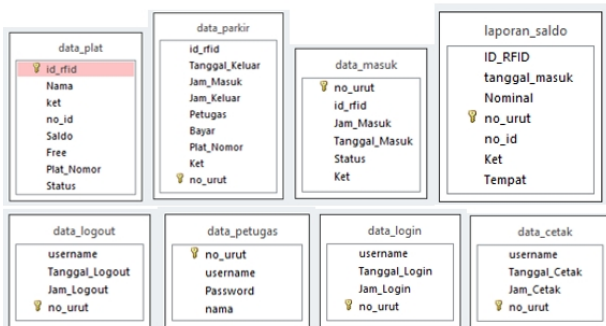 data_plat
id_rfid
Nama
ket
no_id
Saldo
Free
Plat_Nomor
Status
data_parkir
id_rfid
Tanggal_Keluar
Jam_Masuk
Jam_Keluar
Petugas
Bayar
Plat_Nomor
Ket
no_urut
data_masuk
no_urut
id_rfid
Jam_Masuk
Tanggal_Masuk
Status
Ket
laporan_saldo
ID_RFID
tanggal_masuk
Nominal
no_urut
no_id
Ket
Tempat
data_logout
username
Tanggal_Logout
Jam_Logout
no_urut
data_petugas
no_urut
username
Password
nama
data_login
username
Tanggal_Login
Jam_Login
no_urut
data_cetak
username
Tanggal_Cetak
Jam_Cetak
no_urut